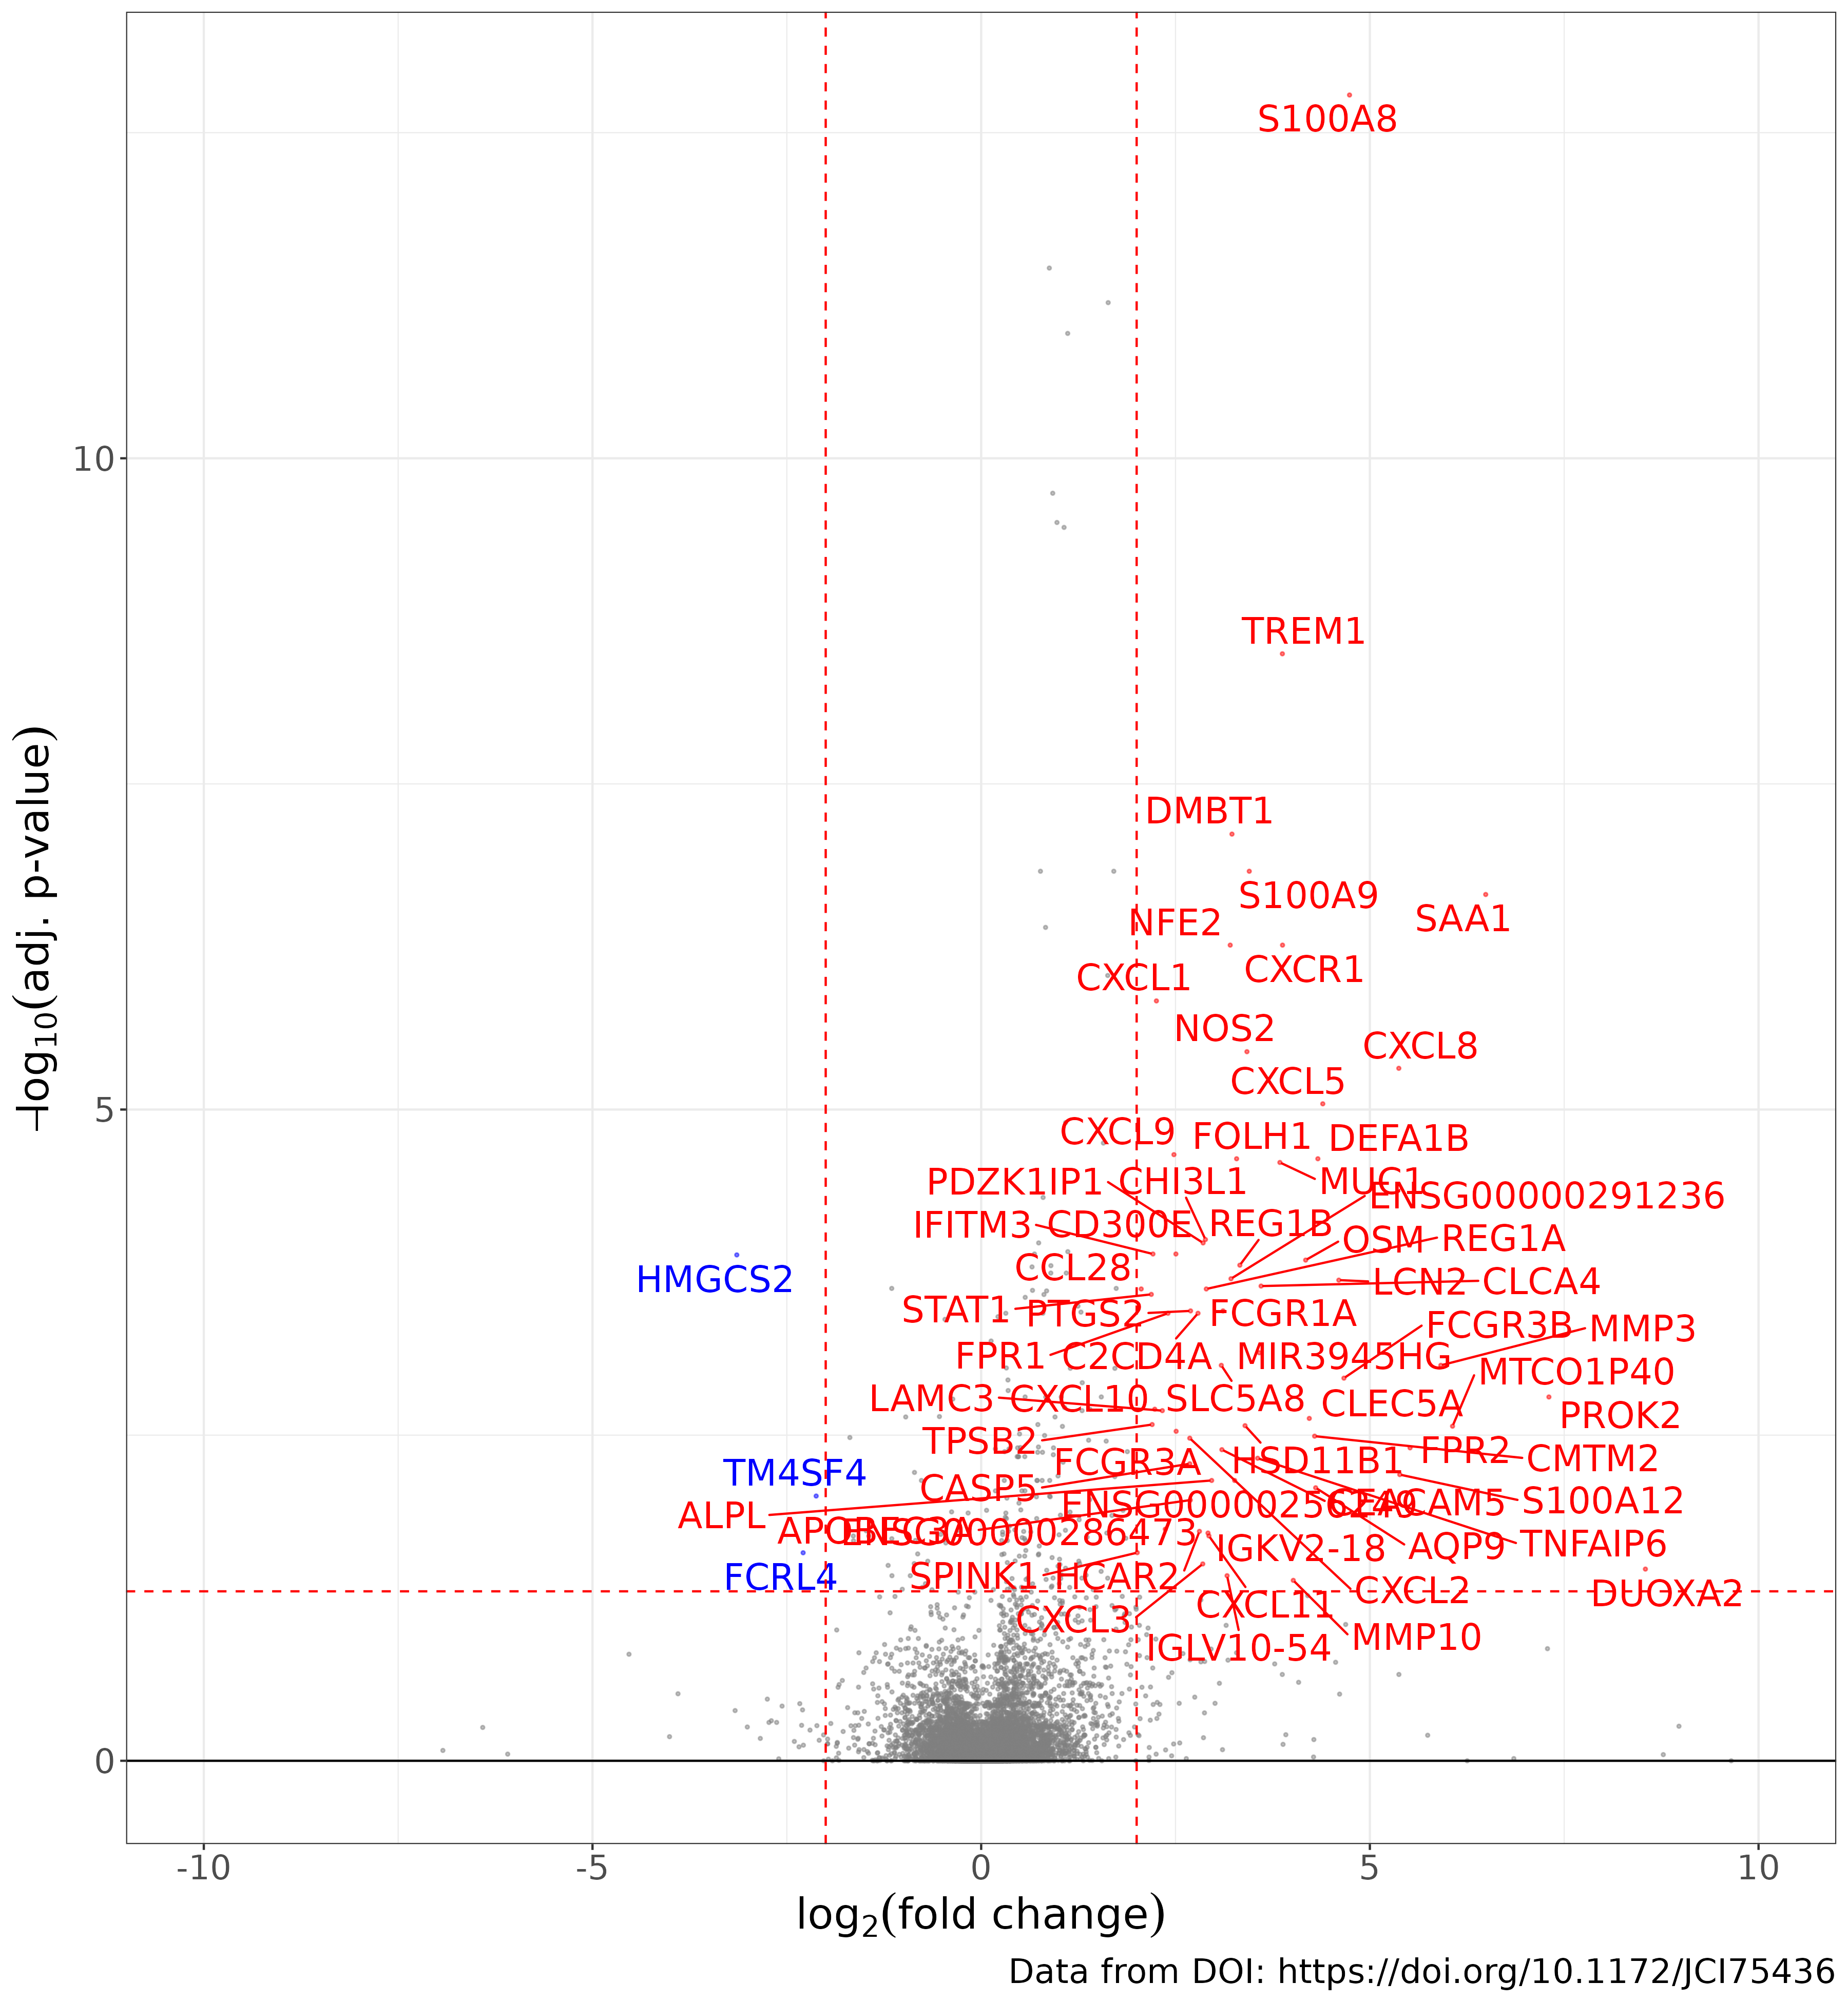 S100A8
10
TREM1
DMBT1
S100A9
SAA1
NFE2
CXCR1
CXCL1
NOS2
CXCL8
CXCL5
5
CXCL9 FOLH1 DEFA1B
PDZK1IP1 CHI3L1 MUC1
ENSG00000291236
IFITM3 CD300E REG1B
OSM REG1A
CCL28
HMGCS2
LCN2 CLCA4
STAT1 PTGS2 FCGR1A
FCGR3B MMP3
FPR1 C2CD4A MIR3945HG
MTCO1P40
LAMC3 CXCL10 SLC5A8 CLEC5A
PROK2
TPSB2
FCGR3A HSD11B1 FPR2 CMTM2
TM4SF4
CASP5
ALPL
ENSG00000256249 CEACAM5 S100A12
APOBEC3A ENSG00000286473
IGKV2-18 AQP9 TNFAIP6
FCRL4
SPINK1 HCAR2
CXCL2 DUOXA2
CXCL3 CXCL11
IGLV10-54 MMP10
0
-10 -5 0 5 10
−log10(adj. p-value)
log2(fold change)
Data from DOI: https://doi.org/10.1172/JCI75436